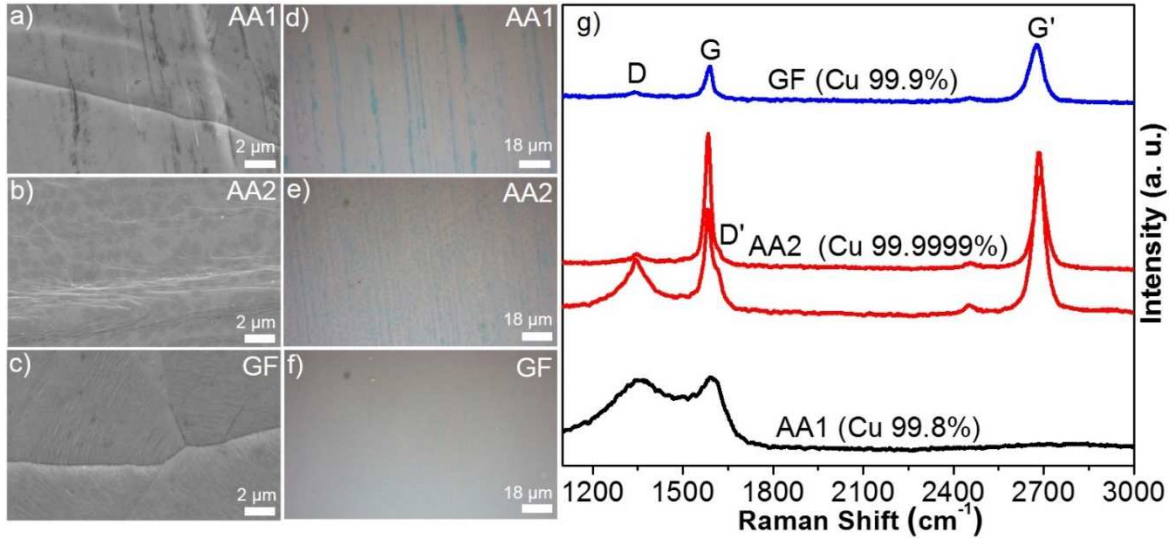 a) AA1
2 µm
d) AA1
18 µm
b) AA2
2 µm
e) AA2
18 µm
c) GF
2 µm
f) GF
18 µm
g)
G'
G
D
GF (Cu 99.9%)
D'
AA2 (Cu 99.9999%)
AA1 (Cu 99.8%)
Intensity (a. u.)
1200 1500 1800 2100 2400 2700 3000
Raman Shift (cm⁻¹)